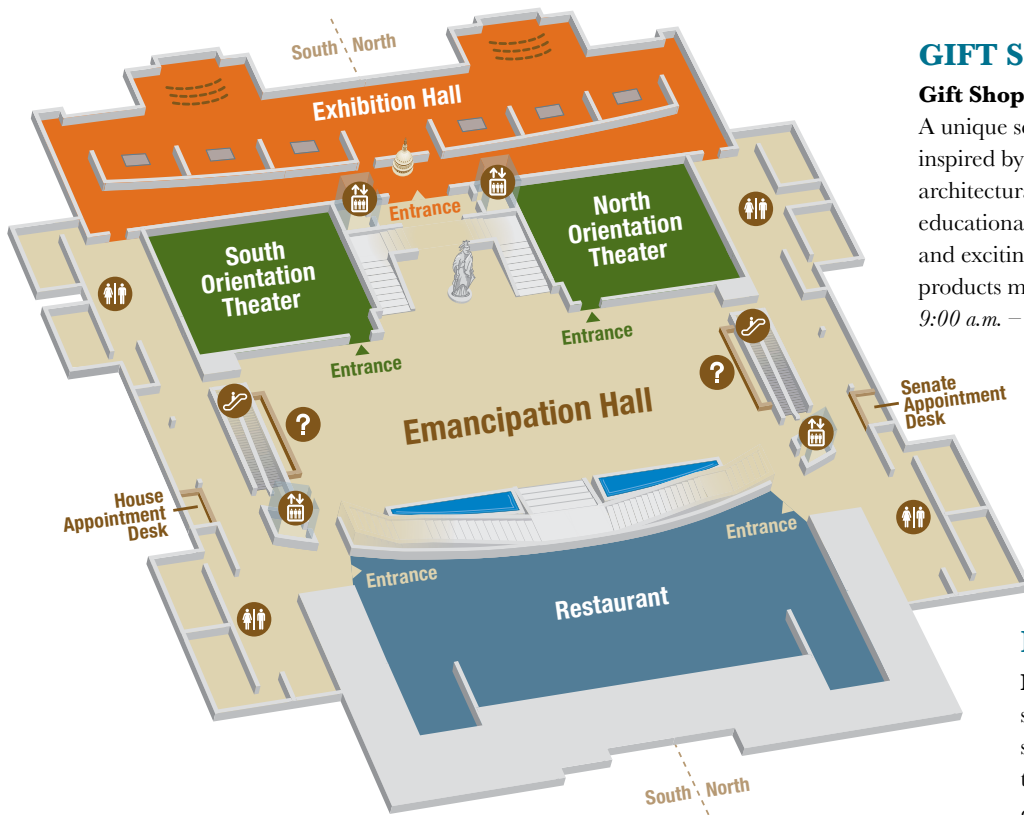 South North
Exhibition Hall
Entrance
South
Orientation
Theater
North
Orientation
Theater
Entrance
Entrance
?
?
Emancipation Hall
Senate
Appointment
Desk
House
Appointment
Desk
Entrance
Entrance
Restaurant
South North
GIFT S
Gift Shop
A unique
inspired by
architectur
educationa
and excitin
products m
9:00 a.m. –